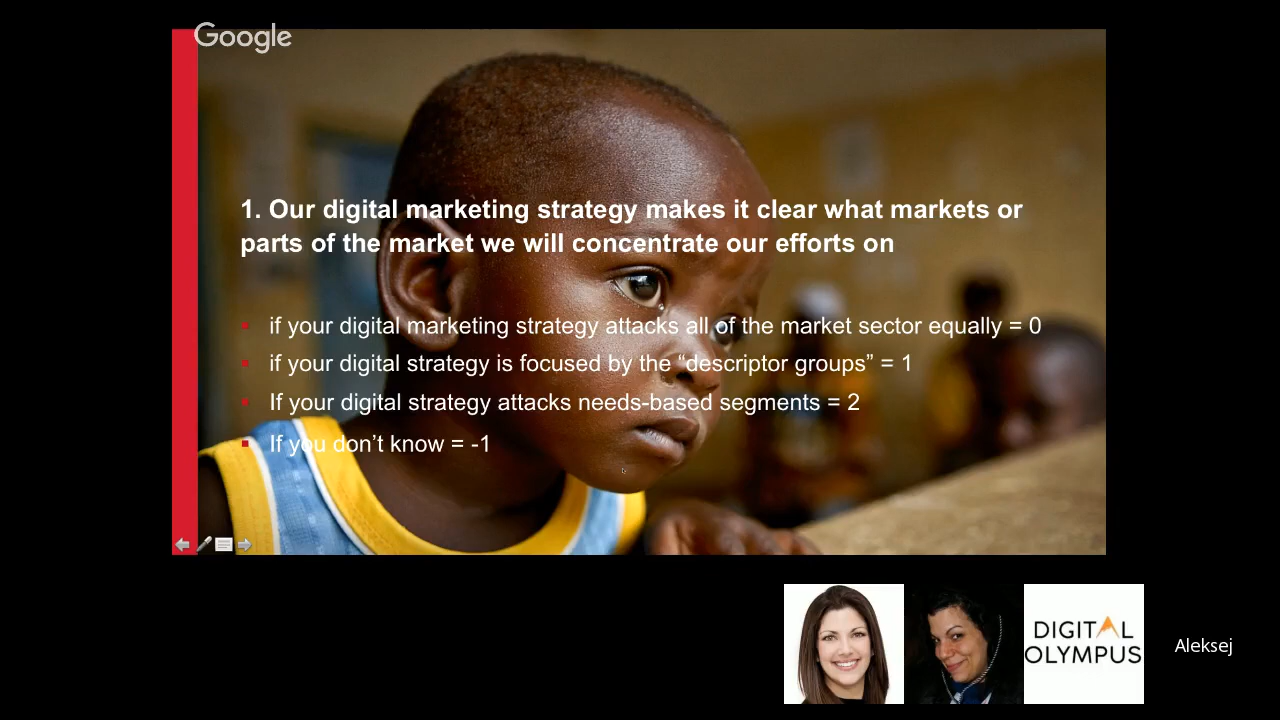 Google
1. Our digital marketing strategy makes it clear what markets or
parts of the market we will concentrate our efforts on
if your digital marketing strategy attacks all of the market sector equally = 0
if your digital strategy is focused by the “descriptor groups” = 1
If your digital strategy attacks needs-based segments = 2
If you don’t know = -1
DIGITAL
OLYMPUS
Aleksej